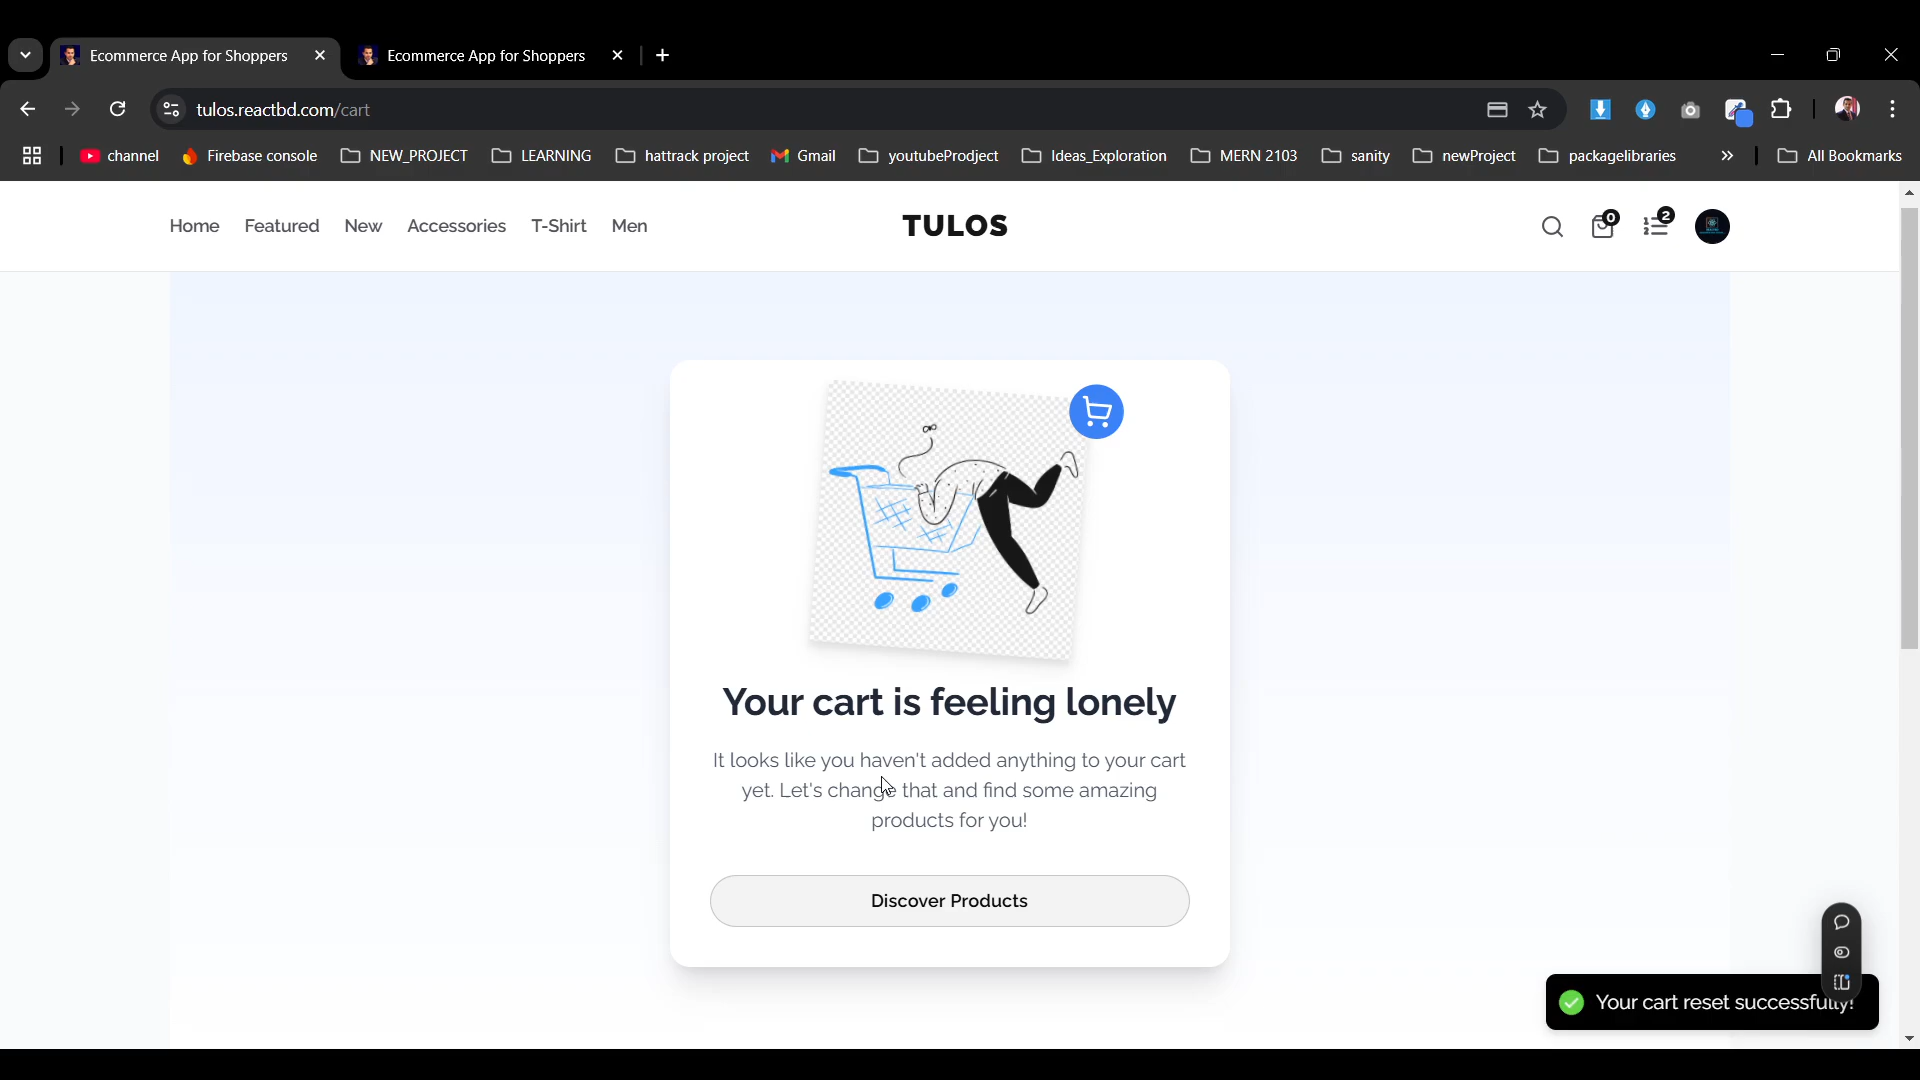 Ecommerce App for Shoppers
Ecommerce App for Shoppers
tulos.reactbd.com/cart
channel
Firebase console
NEW_PROJECT
LEARNING
hattrack project
Gmail
youtubeProdject
Ideas_Exploration
MERN 2103
sanity
newProject
packagelibraries
»
All Bookmarks
Home
Featured
New
Accessories
T-Shirt
Men
TULOS
0
2
Your cart is feeling lonely
It looks like you haven't added anything to your cart
yet. Let's change that and find some amazing
products for you!
Discover Products
Your cart reset successfully!